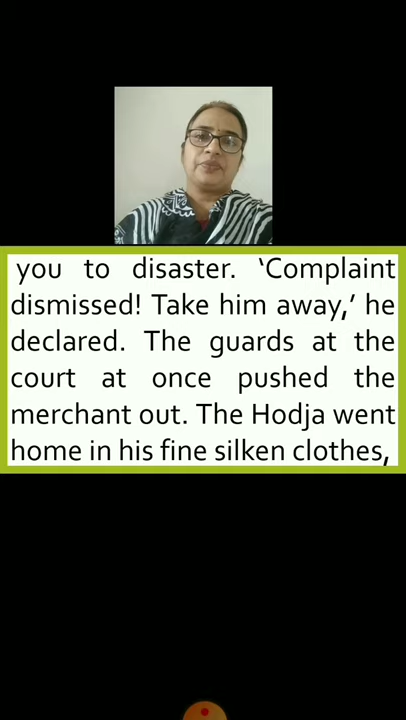 you to disaster. ‘Complaint
dismissed! Take him away,’ he
declared. The guards at the
court at once pushed the
merchant out. The Hodja went
home in his fine silken clothes,